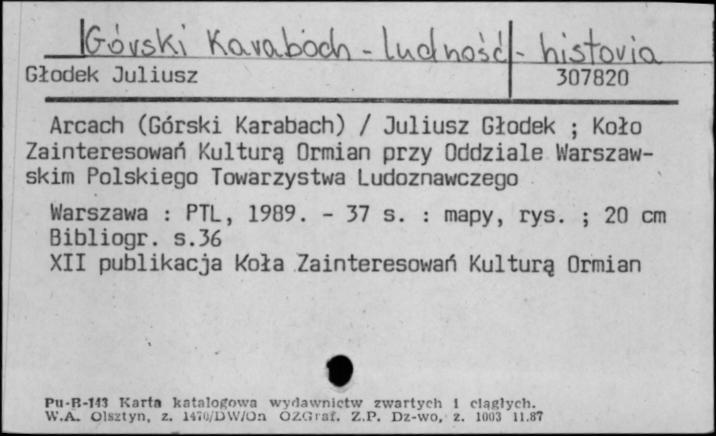 Górski Karabach - ludność - historia
Głodek Juliusz 307820
Arcach (Górski Karabach) / Juliusz Głodek ; Koło
Zainteresowań Kulturą Ormian przy Oddziale Warszaw-
skim Polskiego Towarzystwa Ludoznawczego
Warszawa : PTL, 1989. - 37 s. : mapy, rys. ; 20 cm
Bibliogr. s.36
XII publikacja Koła Zainteresowań Kulturą Ormian
Pu-B-143 Karta katalogowa wydawnictw zwartych i ciągłych.
W.A. Olsztyn, z. 1470/DW/On OZGraf. Z.P. Dz-wo, z. 1003 11.87